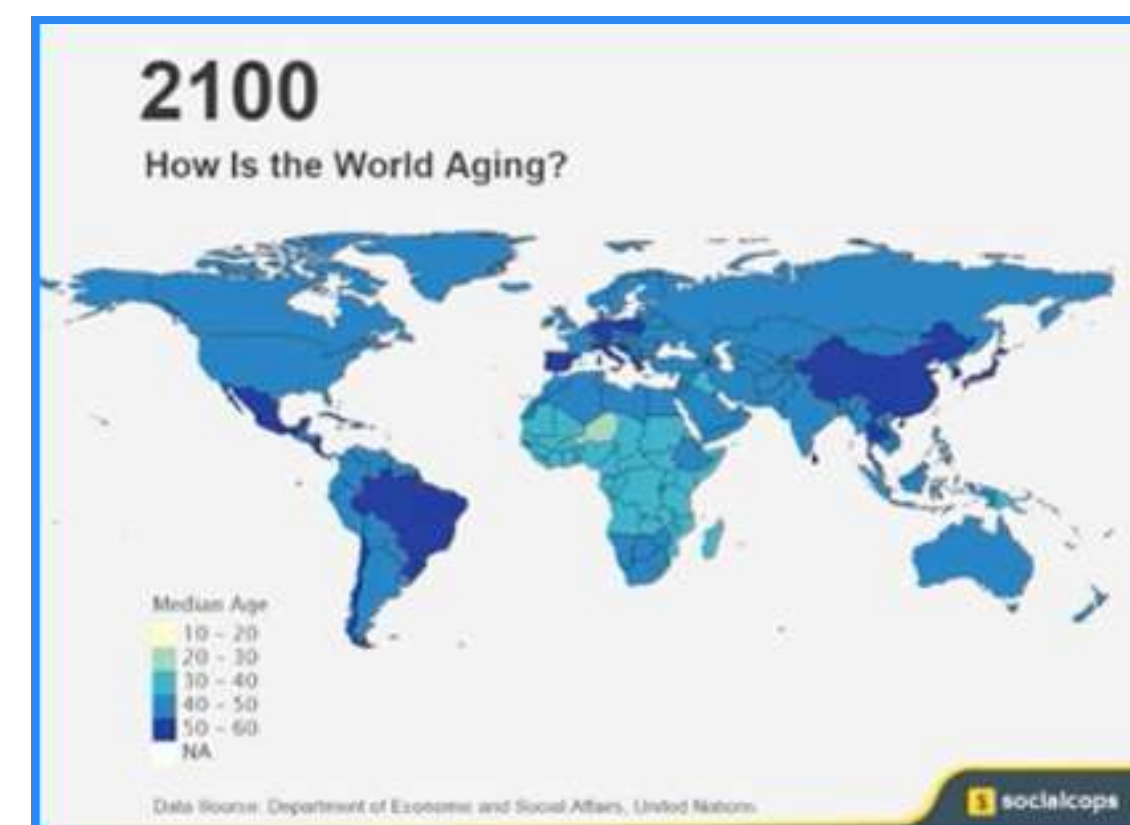 2100
How Is the World Aging?
Median Age
10 - 20
20 - 30
30 - 40
40 - 50
50 - 60
NA
Data Source: Department of Economic and Social Affairs, United Nations
$ socialcops